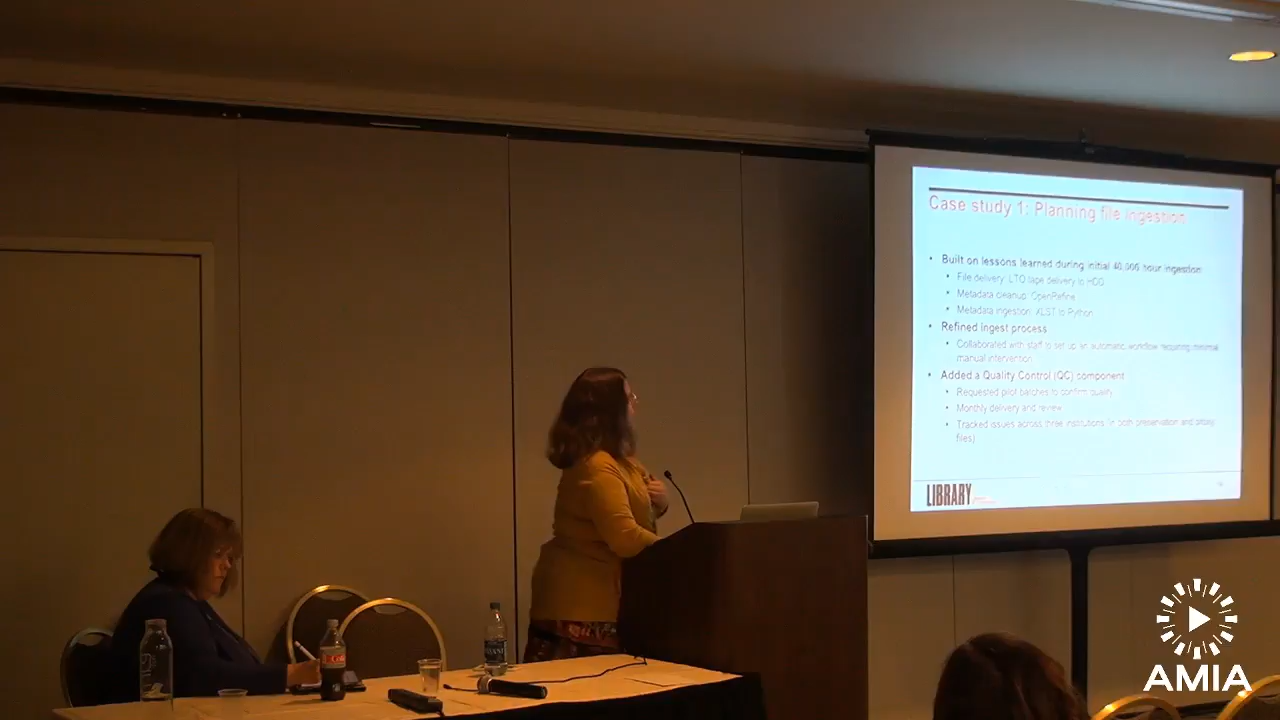 Case study 1: Planning file ingestion
• Built on lessons learned during initial 40,000 hour ingestion
• File delivery: LTO tape delivery to HDD
• Metadata cleanup: OpenRefine
• Metadata ingestion: XLST to Python
• Refined ingest process
• Collaborated with staff to set up an automatic workflow requiring minimal
manual intervention
• Added a Quality Control (QC) component
• Requested pilot batches to confirm quality
• Monthly delivery and review
• Tracked issues across three institutions (in both preservation and proxy
files)
LIBRARY
AMIA